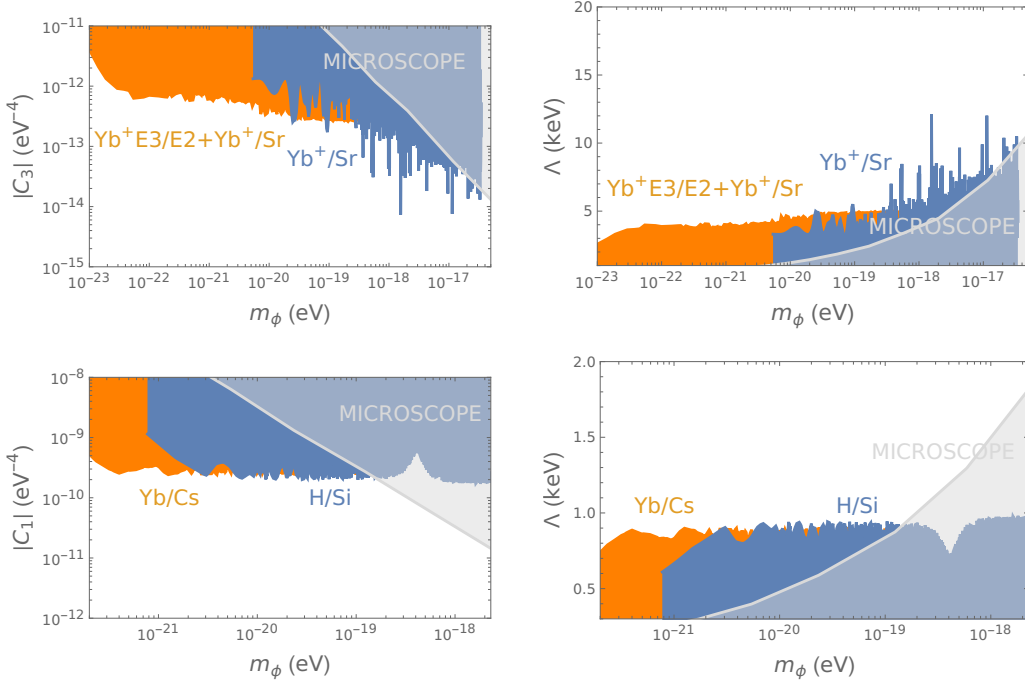 10⁻¹¹
10⁻¹²
10⁻¹³
10⁻¹⁴
10⁻¹⁵
|C₃| (eV⁻⁴)
MICROSCOPE
Yb⁺E3/E2+Yb⁺/Sr
Yb⁺/Sr
10⁻²³ 10⁻²² 10⁻²¹ 10⁻²⁰ 10⁻¹⁹ 10⁻¹⁸ 10⁻¹⁷
m_ϕ (eV)
20
15
10
5
Λ (keV)
Yb⁺/Sr
Yb⁺E3/E2+Yb⁺/Sr
MICROSCOPE
10⁻²³ 10⁻²² 10⁻²¹ 10⁻²⁰ 10⁻¹⁹ 10⁻¹⁸ 10⁻¹⁷
m_ϕ (eV)
10⁻⁸
10⁻⁹
10⁻¹⁰
10⁻¹¹
10⁻¹²
|C₁| (eV⁻⁴)
MICROSCOPE
Yb/Cs
H/Si
10⁻²¹ 10⁻²⁰ 10⁻¹⁹ 10⁻¹⁸
m_ϕ (eV)
2.0
1.5
1.0
0.5
Λ (keV)
MICROSCOPE
Yb/Cs
H/Si
10⁻²¹ 10⁻²⁰ 10⁻¹⁹ 10⁻¹⁸
m_ϕ (eV)